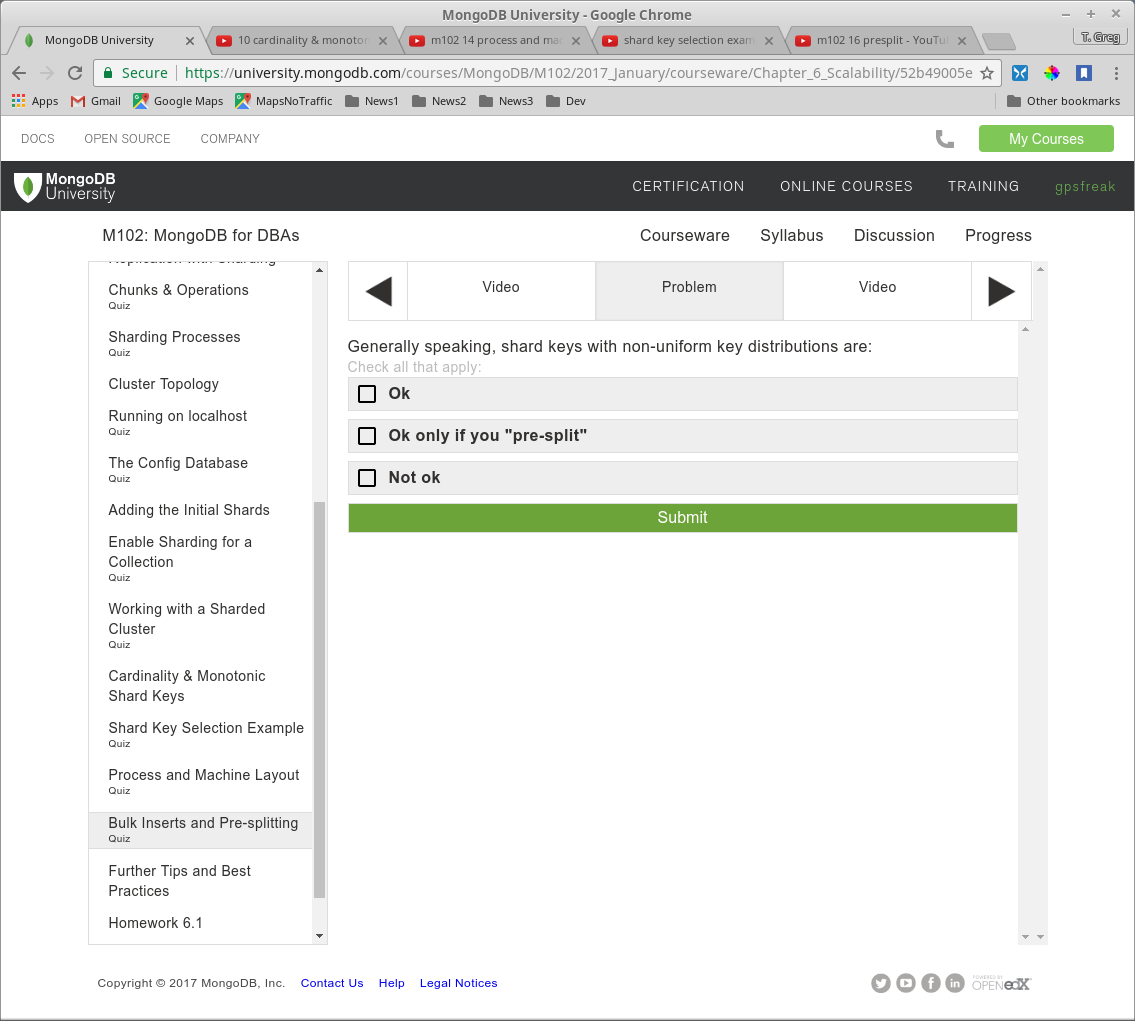 MongoDB University - Google Chrome
MongoDB University
10 cardinality & monoton
m102 14 process and ma
shard key selection exam
m102 16 presplit - YouTu
T. Greg
Secure
https://university.mongodb.com/courses/MongoDB/M102/2017_January/courseware/Chapter_6_Scalability/52b49005e
Apps
Gmail
Google Maps
MapsNoTraffic
News1
News2
News3
Dev
Other bookmarks
DOCS
OPEN SOURCE
COMPANY
My Courses
MongoDB
University
CERTIFICATION
ONLINE COURSES
TRAINING
gpsfreak
M102: MongoDB for DBAs
Courseware
Syllabus
Discussion
Progress
Replication with Sharding
Chunks & Operations
Quiz
Sharding Processes
Quiz
Cluster Topology
Running on localhost
Quiz
The Config Database
Quiz
Adding the Initial Shards
Enable Sharding for a
Collection
Quiz
Working with a Sharded
Cluster
Quiz
Cardinality & Monotonic
Shard Keys
Shard Key Selection Example
Quiz
Process and Machine Layout
Quiz
Bulk Inserts and Pre-splitting
Quiz
Further Tips and Best
Practices
Homework 6.1
Video
Problem
Video
Generally speaking, shard keys with non-uniform key distributions are:
Check all that apply:
Ok
Ok only if you "pre-split"
Not ok
Submit
Copyright © 2017 MongoDB, Inc.
Contact Us
Help
Legal Notices
POWERED BY
OPEN edX